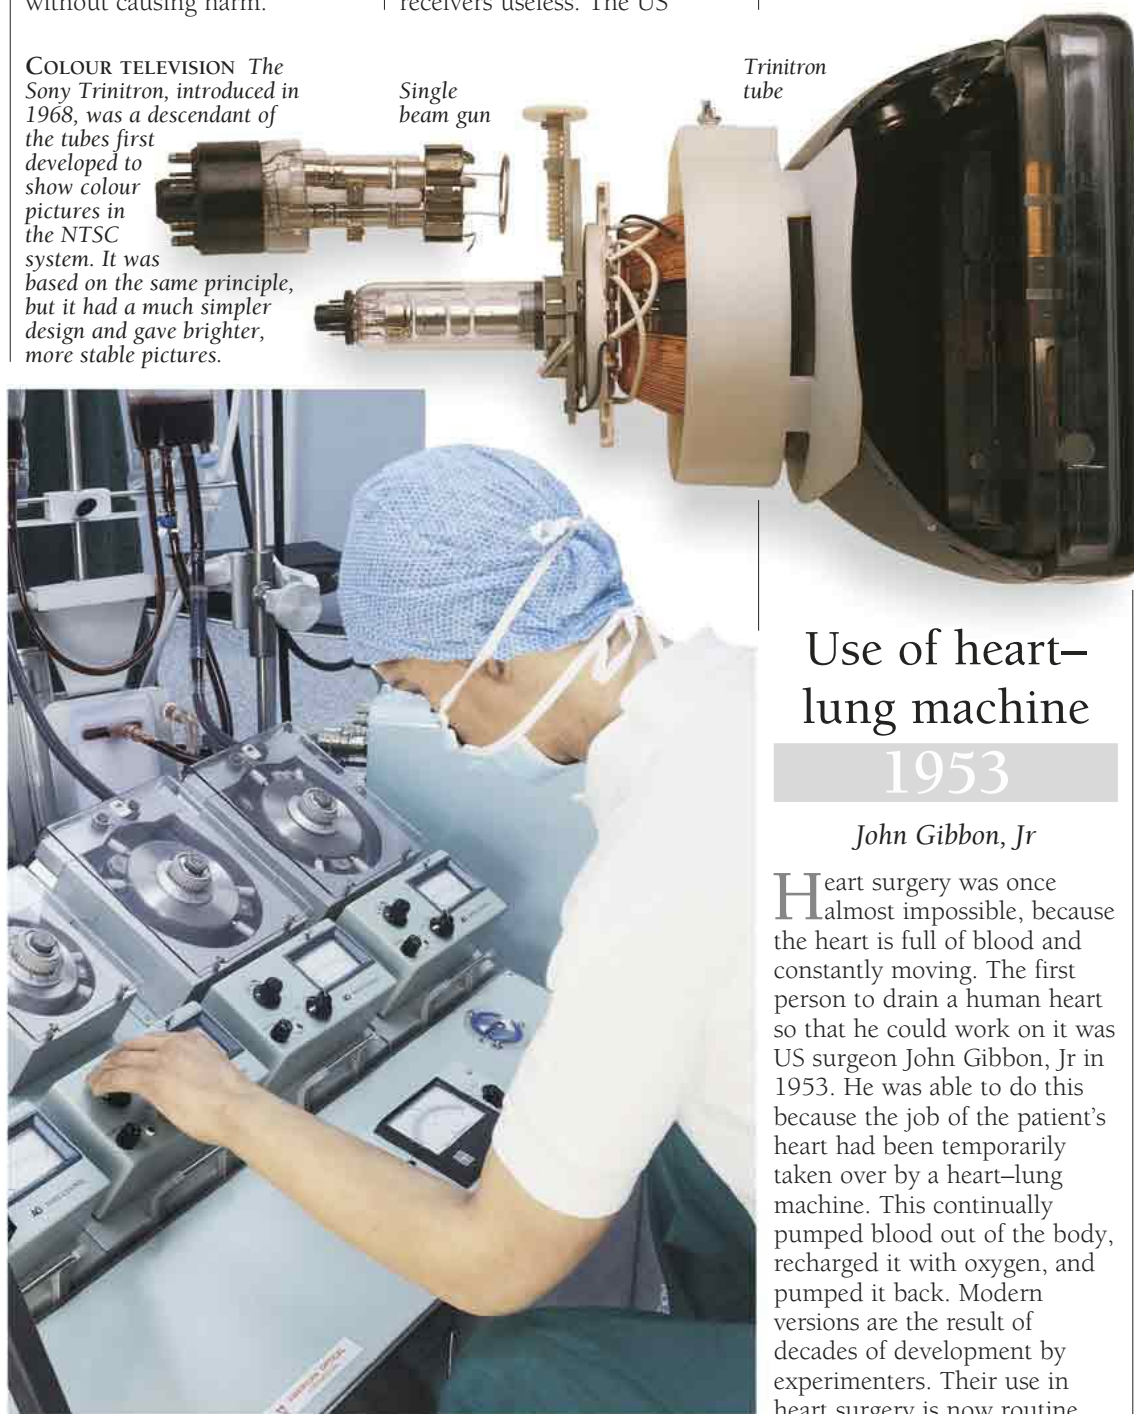 without causing harm.
receivers useless. The US
COLOUR TELEVISION The
Sony Trinitron, introduced in
1968, was a descendant of
the tubes first
developed to
show colour
pictures in
the NTSC
system. It was
based on the same principle,
but it had a much simpler
design and gave brighter,
more stable pictures.
Single
beam gun
Trinitron
tube
Use of heart–
lung machine
1953
John Gibbon, Jr
Heart surgery was once
almost impossible, because
the heart is full of blood and
constantly moving. The first
person to drain a human heart
so that he could work on it was
US surgeon John Gibbon, Jr in
1953. He was able to do this
because the job of the patient’s
heart had been temporarily
taken over by a heart–lung
machine. This continually
pumped blood out of the body,
recharged it with oxygen, and
pumped it back. Modern
versions are the result of
decades of development by
experimenters. Their use in
heart surgery is now routine.
AMERICAN OPTICAL